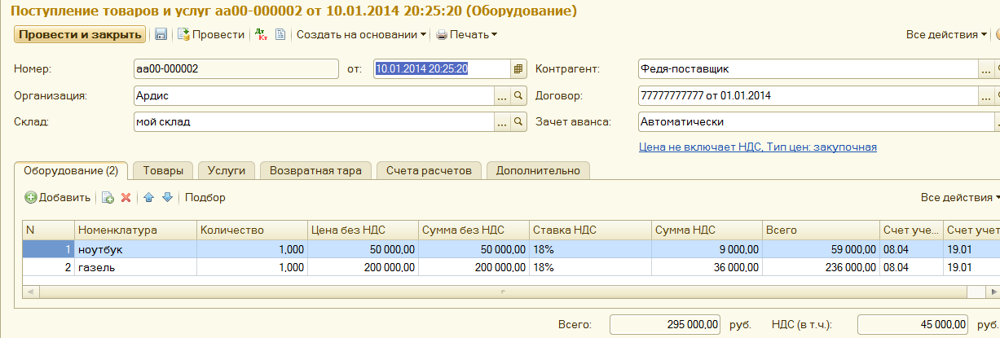 Поступление товаров и услуг аа00-000002 от 10.01.2014 20:25:20 (Оборудование)
Провести и закрыть Провести Дт Кт Создать на основании Печать Все действия
Номер: аа00-000002 от: 10.01.2014 20:25:20 Контрагент: Федя-поставщик ...
Организация: Ардис ... Договор: 77777777777 от 01.01.2014 ...
Склад: мой склад ... Зачет аванса: Автоматически ...
Цена не включает НДС, Тип цен: закупочная
Оборудование (2) Товары Услуги Возвратная тара Счета расчетов Дополнительно
Добавить Подбор Все действия
N Номенклатура Количество Цена без НДС Сумма без НДС Ставка НДС Сумма НДС Всего Счет уче... Счет учет
1 ноутбук 1,000 50 000,00 50 000,00 18% 9 000,00 59 000,00 08.04 19.01
2 газель 1,000 200 000,00 200 000,00 18% 36 000,00 236 000,00 08.04 19.01
Всего: 295 000,00 руб. НДС (в т.ч.): 45 000,00 руб.